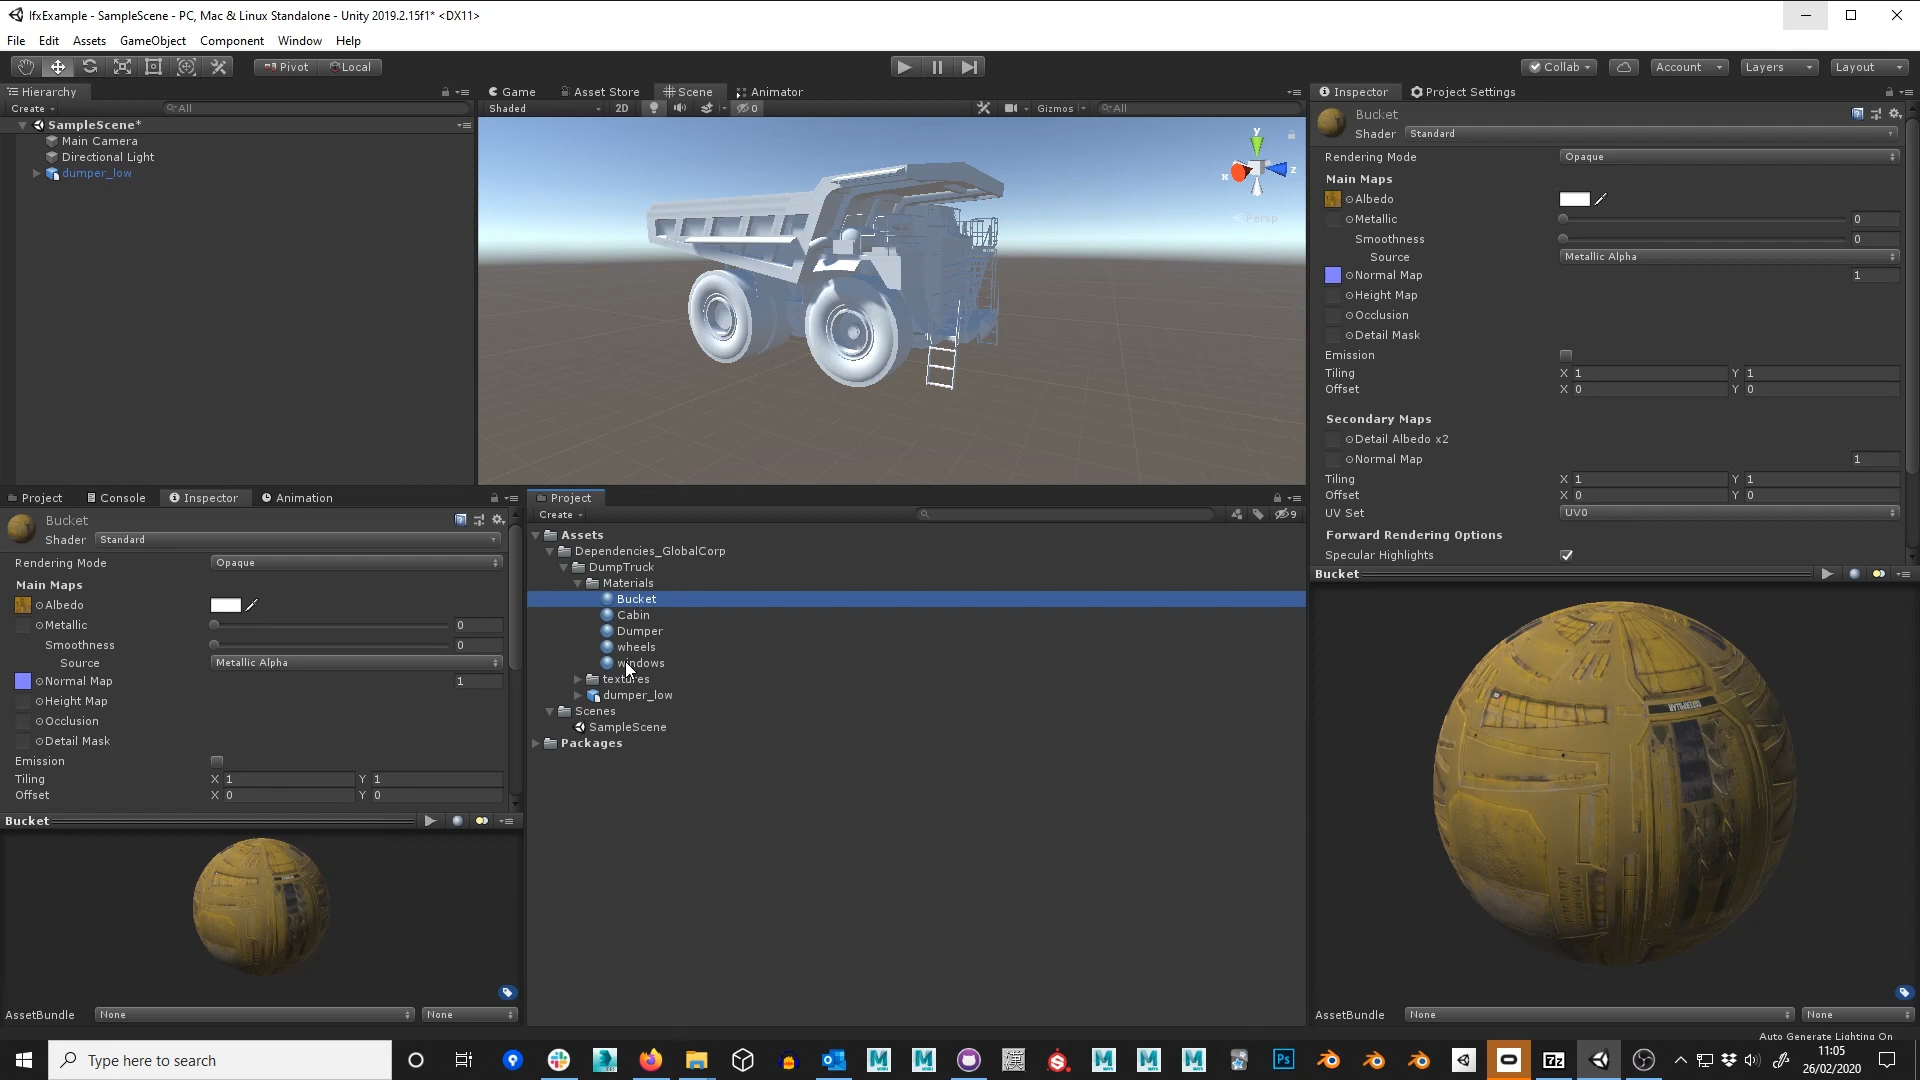 lfxExample - SampleScene - PC, Mac & Linux Standalone - Unity 2019.2.15f1* <DX11>
File Edit Assets GameObject Component Window Help
Pivot Local
Collab Account Layers Layout
Hierarchy
Create All
SampleScene*
Main Camera
Directional Light
dumper_low
Game Asset Store Scene Animator
Shaded 2D 0 Gizmos All
y
x
z
Persp
Inspector Project Settings
Bucket
Shader Standard
Rendering Mode Opaque
Main Maps
Albedo
Metallic 0
Smoothness 0
Source Metallic Alpha
Normal Map 1
Height Map
Occlusion
Detail Mask
Emission
Tiling X 1 Y 1
Offset X 0 Y 0
Secondary Maps
Detail Albedo x2
Normal Map 1
Tiling X 1 Y 1
Offset X 0 Y 0
UV Set UV0
Forward Rendering Options
Specular Highlights
Bucket
AssetBundle None None
Auto Generate Lighting On
Project Console Inspector Animation
Bucket
Shader Standard
Rendering Mode Opaque
Main Maps
Albedo
Metallic 0
Smoothness 0
Source Metallic Alpha
Normal Map 1
Height Map
Occlusion
Detail Mask
Emission
Tiling X 1 Y 1
Offset X 0 Y 0
Bucket
AssetBundle None None
Project
Create 9
Assets
Dependencies_GlobalCorp
DumpTruck
Materials
Bucket
Cabin
Dumper
wheels
windows
textures
dumper_low
Scenes
SampleScene
Packages
Type here to search
Ps
7z
11:05
26/02/2020